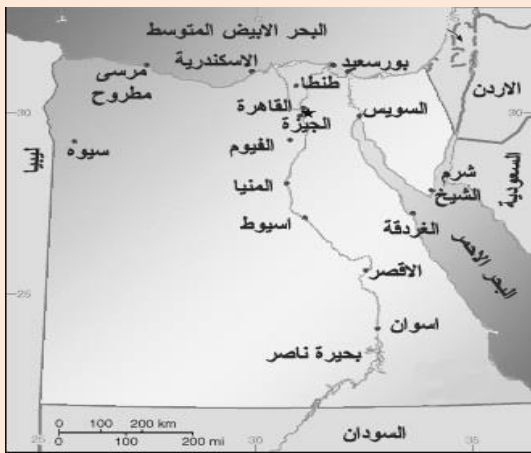 البحر الابيض المتوسط
مرسى
مطروح
الاسكندرية
بورسعيد
طنطا
الاردن
30
القاهرة
الجيزة
السويس
30
ليبيا
سيوه
الفيوم
شرم
الشيخ
السعودية
المنيا
اسيوط
الغردقة
البحر الاحمر
الاقصر
25
25
اسوان
بحيرة ناصر
0 100 200 km
0 100 200 mi
25
30
35
السودان